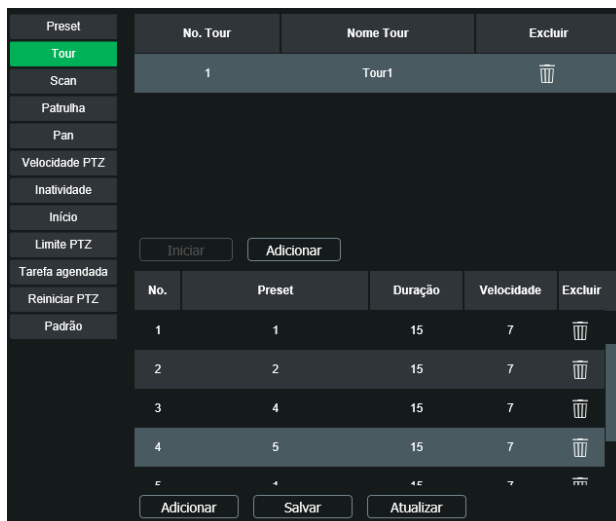 Preset
Tour
Scan
Patrulha
Pan
Velocidade PTZ
Inatividade
Início
Limite PTZ
Tarefa agendada
Reiniciar PTZ
Padrão
No. Tour Nome Tour Excluir
1 Tour1
Iniciar Adicionar
No. Preset Duração Velocidade Excluir
1 1 15 7
2 2 15 7
3 4 15 7
4 5 15 7
Adicionar Salvar Atualizar